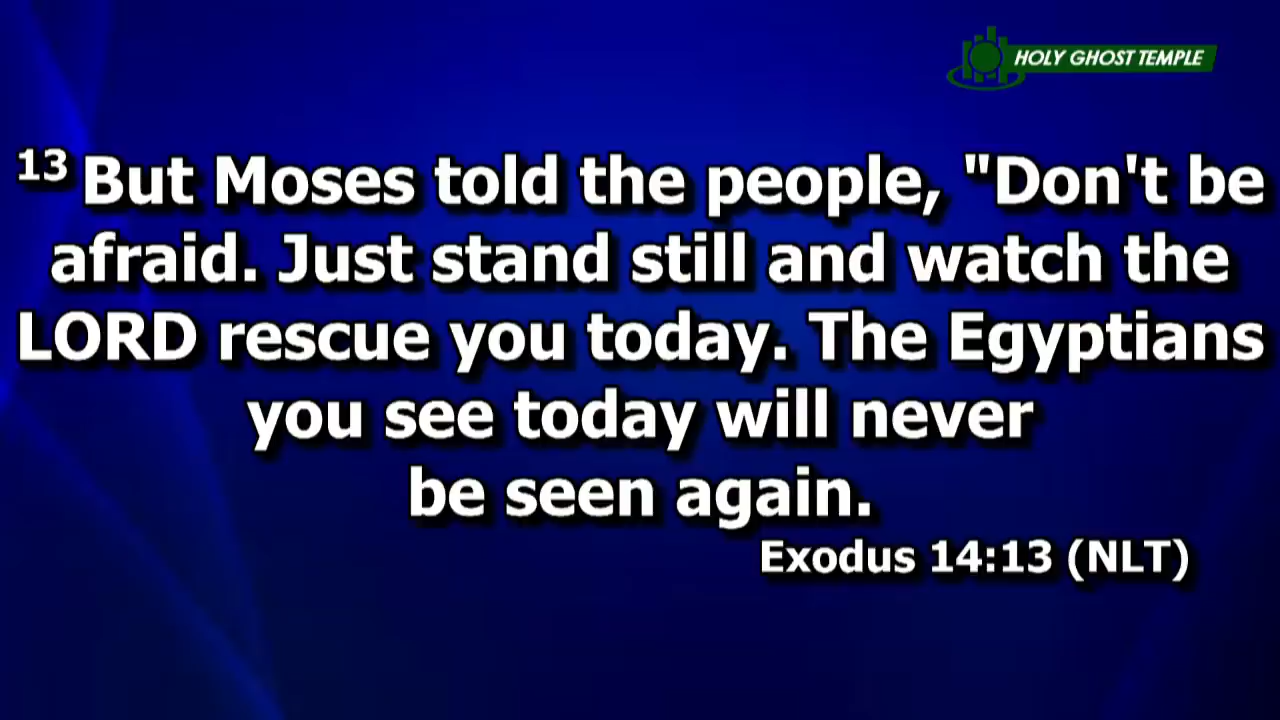 HOLY GHOST TEMPLE
13 But Moses told the people, "Don't be
afraid. Just stand still and watch the
LORD rescue you today. The Egyptians
you see today will never
be seen again.
Exodus 14:13 (NLT)